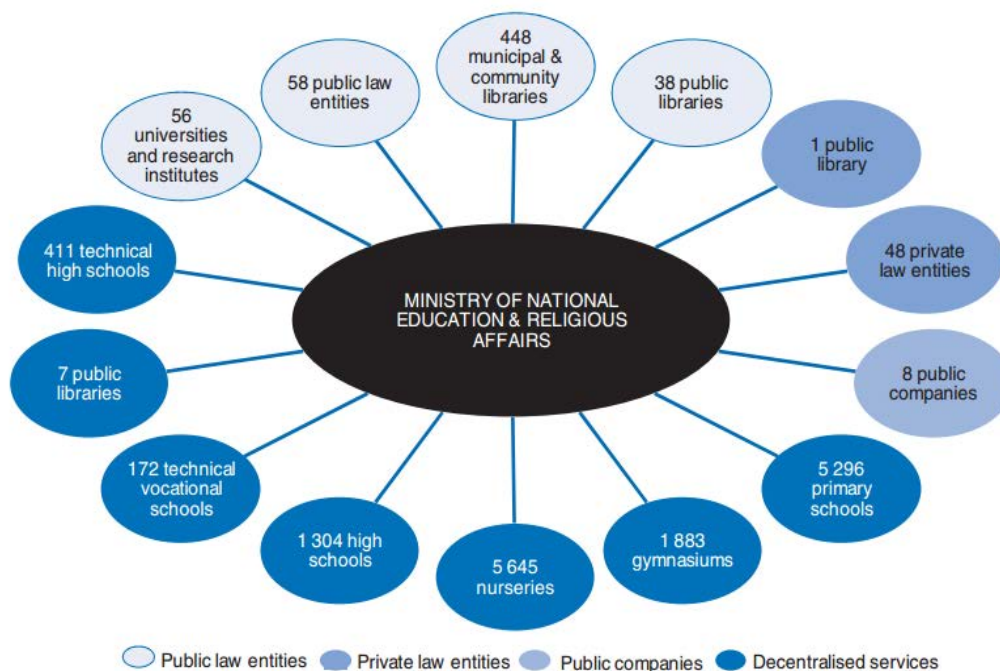 448
municipal &
community
libraries
58 public law
entities
38 public
libraries
56
universities
and research
institutes
1 public
library
411 technical
high schools
48 private
law entities
MINISTRY OF NATIONAL
EDUCATION & RELIGIOUS
AFFAIRS
7 public
libraries
8 public
companies
172 technical
vocational
schools
5 296
primary
schools
1 304 high
schools
5 645
nurseries
1 883
gymnasiums
Public law entities
Private law entities
Public companies
Decentralised services